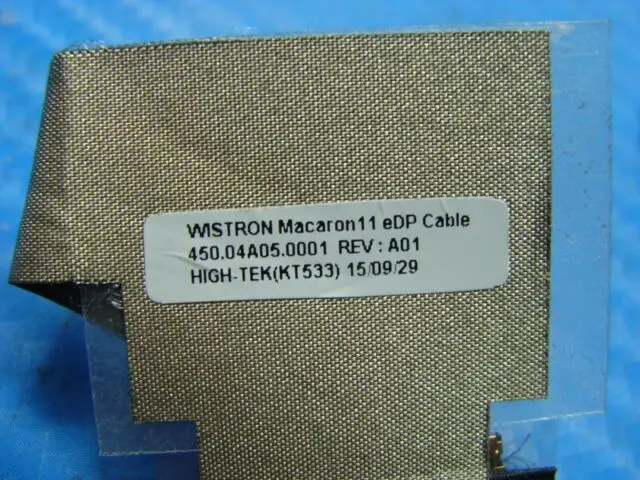 WISTRON Macaron11 eDP Cable
450.04A05.0001 REV : A01
HIGH-TEK(KT533) 15/09/29